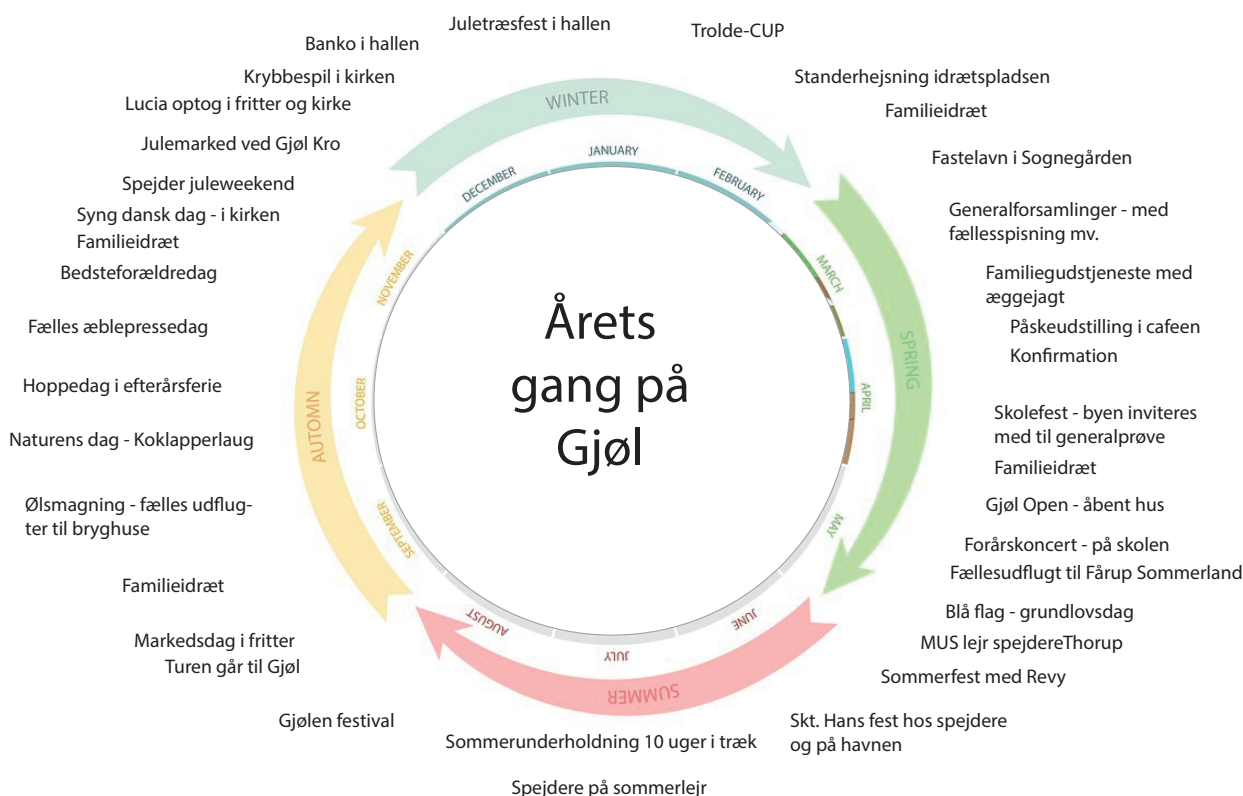 Juletræsfest i hallen
Trolde-CUP
Banko i hallen
Krybbespil i kirken
Standerhejsning idrætspladsen
Lucia optog i fritter og kirke
WINTER
Familieidræt
Julemarked ved Gjøl Kro
JANUARY
Fastelavn i Sognegården
DECEMBER
FEBRUARY
Spejder juleweekend
Syng dansk dag - i kirken
Familieidræt
Generalforsamlinger - med
fællesspisning mv.
Bedsteforældredag
NOVEMBER
MARCH
Familiegudstjeneste med
æggejagt
Fælles æblepressedag
Årets
gang på
Gjøl
Påskeudstilling i cafeen
Konfirmation
SPRING
Hoppedag i efterårsferie
AUTOMN
OCTOBER
APRIL
Naturens dag - Koklapperlaug
Skolefest - byen inviteres
med til generalprøve
Familieidræt
Ølsmagning - fælles udflug-
ter til bryghuse
SEPTEMBER
MAY
Gjøl Open - åbent hus
Forårskoncert - på skolen
Fællesudflugt til Fårup Sommerland
Familieidræt
Blå flag - grundlovsdag
AUGUST
JUNE
Markedsdag i fritter
Turen går til Gjøl
JULY
MUS lejr spejdereThorup
Sommerfest med Revy
SUMMER
Gjølen festival
Skt. Hans fest hos spejdere
og på havnen
Sommerunderholdning 10 uger i træk
Spejdere på sommerlejr